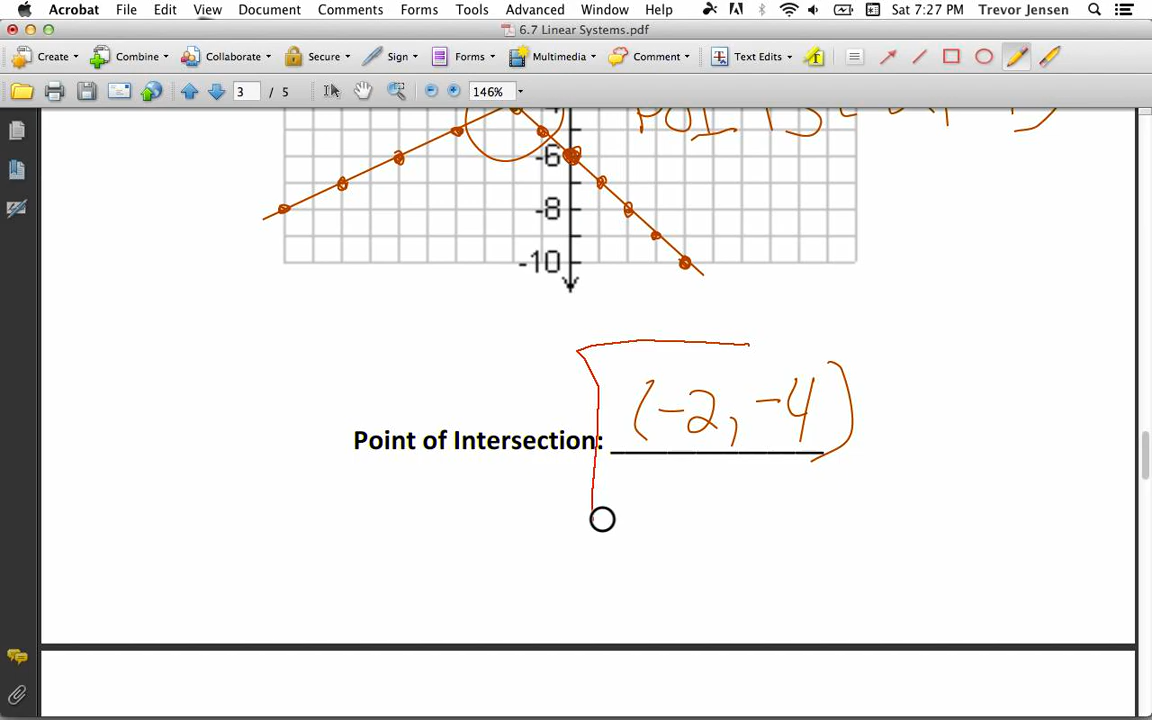 Acrobat File Edit View Document Comments Forms Tools Advanced Window Help Sat 7:27 PM Trevor Jensen
6.7 Linear Systems.pdf
Create Combine Collaborate Secure Sign Forms Multimedia Comment Text Edits
3 / 5 146%
POI is
-6
-8
-10
(-2, -4)
Point of Intersection: